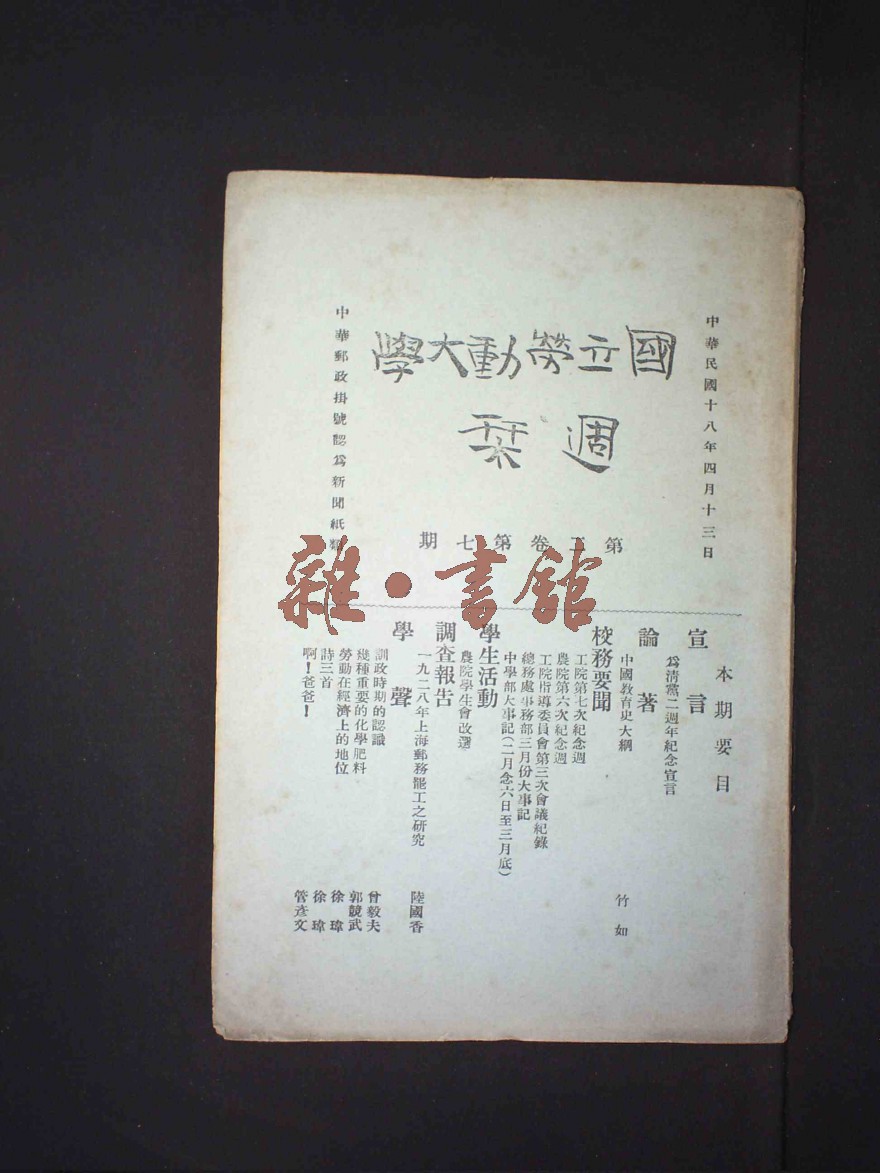 中華民國十八年四月十三日
國立勞動大學
週栞
中華郵政掛號認為新聞紙類
第二卷第七期
雜·書館
本期要目
宣言
為清黨二週年紀念宣言
論著
中國教育史大綱 竹如
校務要聞
工院第七次紀念週
農院第六次紀念週
工院指導委員會第三次會議紀錄
總務處事務部三月份大事記
中學部大事記(二月念六日至三月底)
學生活動
農院學生會改選
調查報告
一九二八年上海郵務罷工之研究 陸國香
學聲
訓政時期的認識 曾毅夫
幾種重要的化學肥料 郭競武
勞動在經濟上的地位 徐瑋
詩三首 徐瑋
啊!爸爸! 管彥文